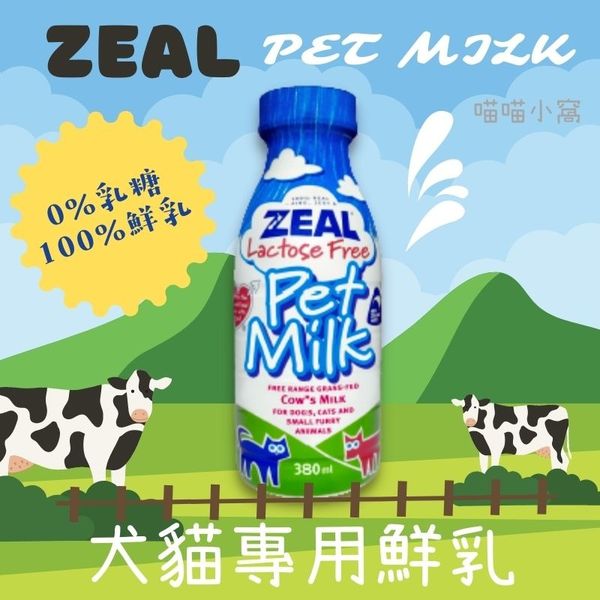 ZEAL PET MILK
喵喵小窩
0%乳糖
100%鮮乳
ZEAL
Lactose Free
Pet
Milk
FREE RANGE GRASS-FED
COW'S MILK
FOR DOGS, CATS AND
SMALL FURRY
ANIMALS
380ml
犬貓專用鮮乳